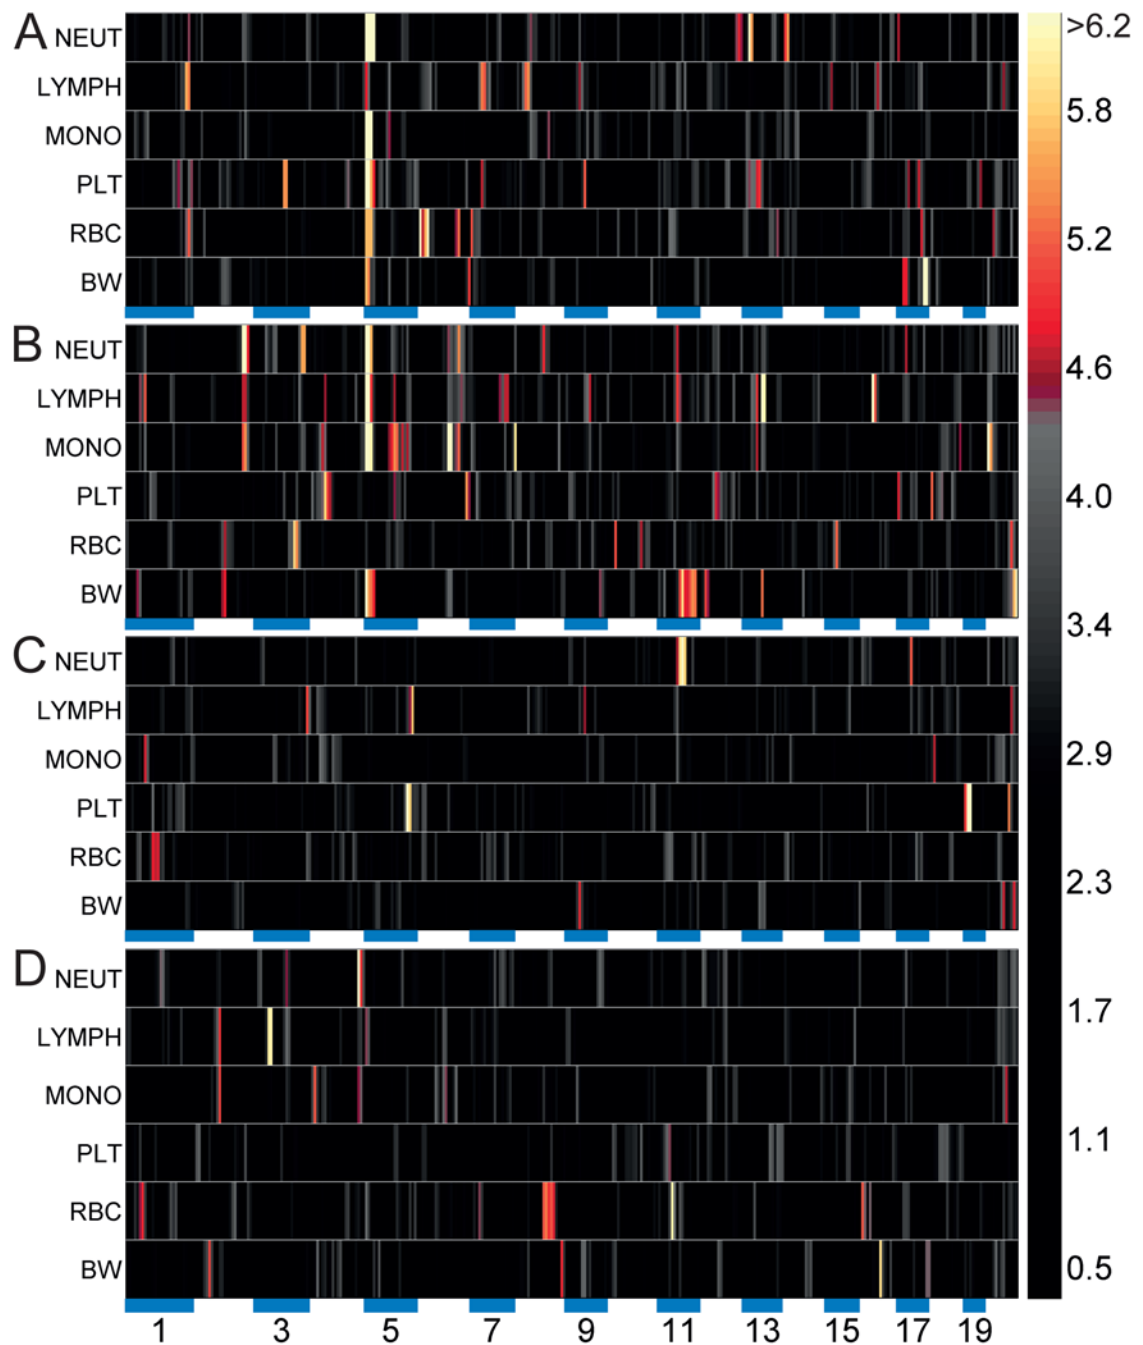 A
NEUT
LYMPH
MONO
PLT
RBC
BW
B
NEUT
LYMPH
MONO
PLT
RBC
BW
C
NEUT
LYMPH
MONO
PLT
RBC
BW
D
NEUT
LYMPH
MONO
PLT
RBC
BW
1 3 5 7 9 11 13 15 17 19
>6.2
5.8
5.2
4.6
4.0
3.4
2.9
2.3
1.7
1.1
0.5